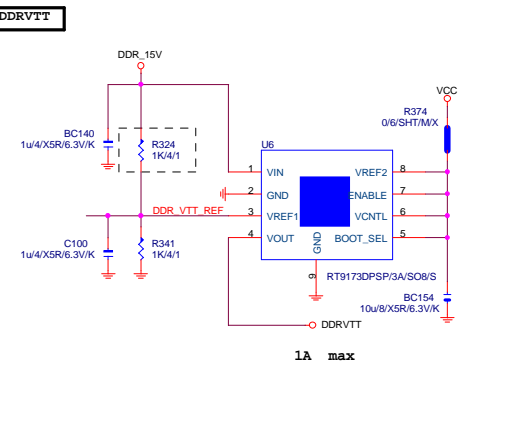 DDRVTT
DDR_15V
VCC
R374
0/6/SHT/M/X
BC140
1u/4/X5R/6.3V/K
R324
1K/4/1
U6
1
VIN
VREF2
8
2
GND
ENABLE
7
DDR_VTT_REF
3
VREF1
VCNTL
6
4
VOUT
BOOT_SEL
5
GND
9
C100
1u/4/X5R/6.3V/K
R341
1K/4/1
RT9173DPSP/3A/SO8/S
BC154
10u/8/X5R/6.3V/K
DDRVTT
1A max